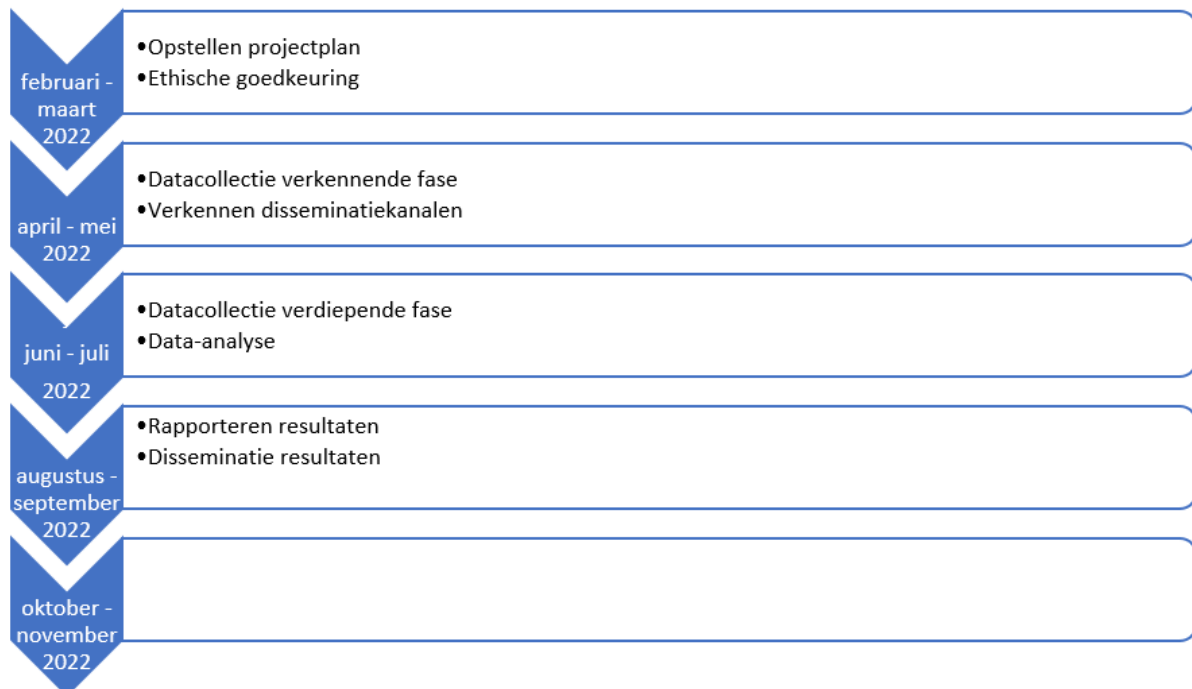 februari -
maart
2022
•Opstellen projectplan
•Ethische goedkeuring
april - mei
2022
•Datacollectie verkennende fase
•Verkennen disseminatiekanalen
juni - juli
2022
•Datacollectie verdiepende fase
•Data-analyse
augustus -
september
2022
•Rapporteren resultaten
•Disseminatie resultaten
oktober -
november
2022